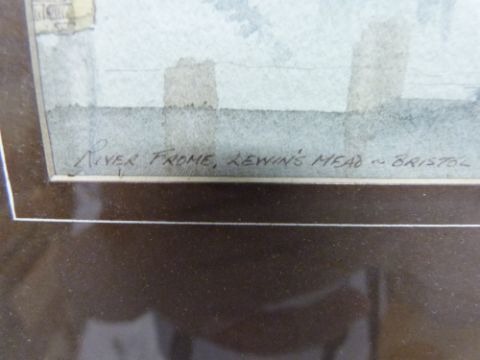 RIVER FROME, LEWIN'S MEAD ~ BRISTOL